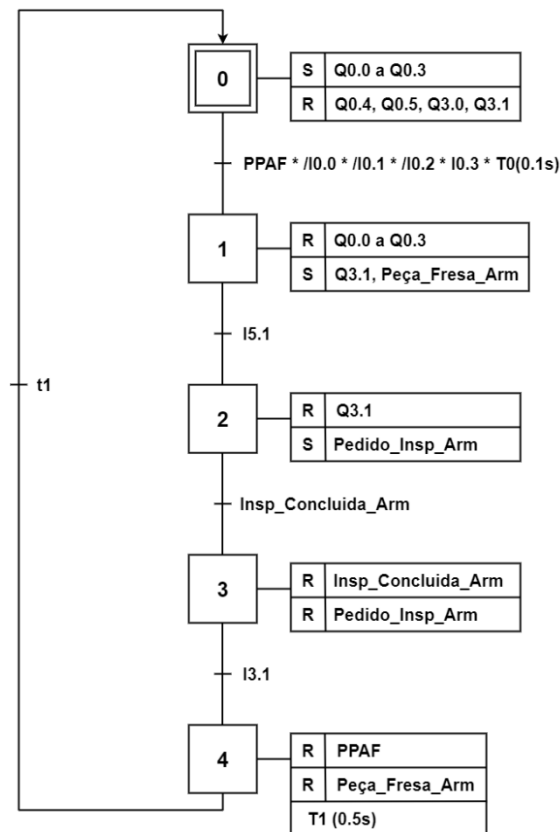 0
S Q0.0 a Q0.3
R Q0.4, Q0.5, Q3.0, Q3.1
PPAF * /I0.0 * /I0.1 * /I0.2 * I0.3 * T0(0.1s)
1
R Q0.0 a Q0.3
S Q3.1, Peça_Fresa_Arm
I5.1
t1
2
R Q3.1
S Pedido_Insp_Arm
Insp_Concluida_Arm
3
R Insp_Concluida_Arm
R Pedido_Insp_Arm
I3.1
4
R PPAF
R Peça_Fresa_Arm
T1 (0.5s)